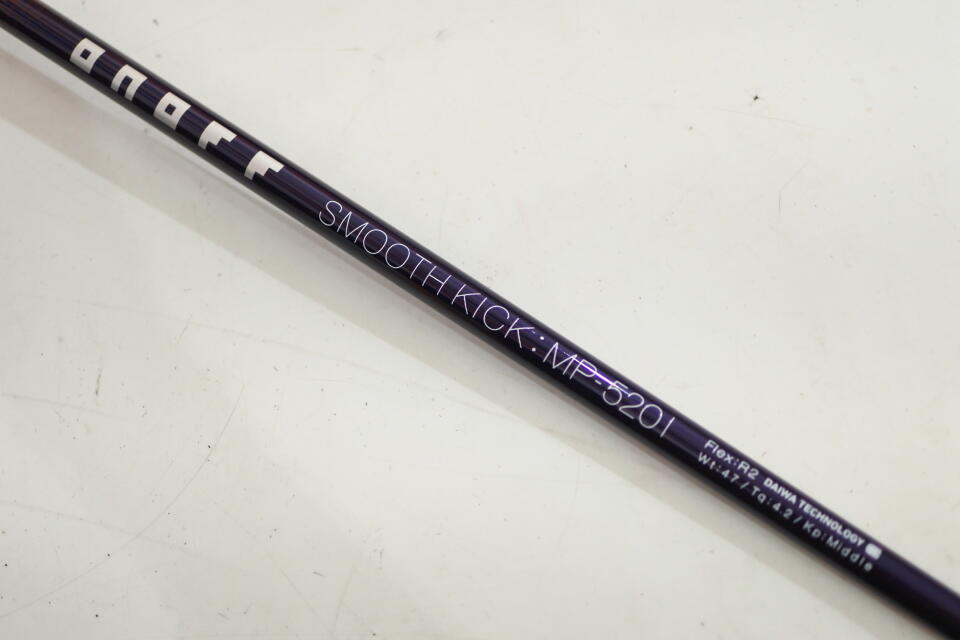 onoff
SMOOTH KICK: MP-520I
Flex:R2 DAIWA TECHNOLOGY
Wt:47/Tq:4.2/Kp:Middle